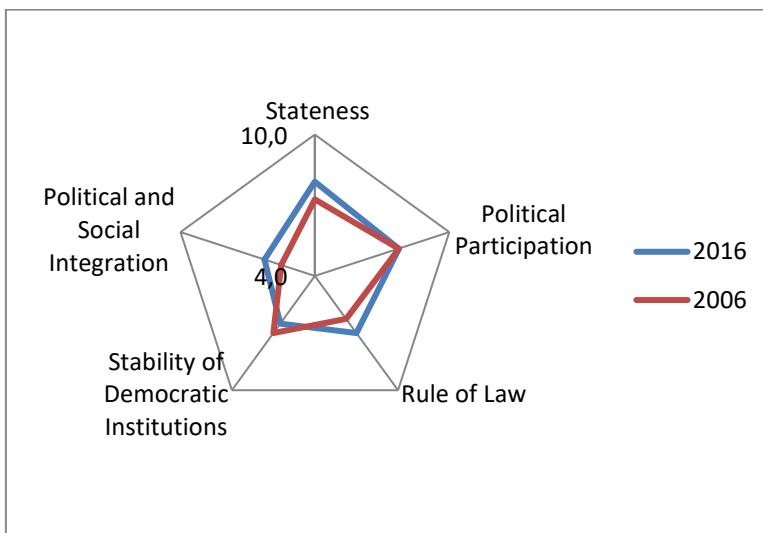 Stateness
10,0
Political and
Social
Integration
Political
Participation
2016
4,0
2006
Stability of
Democratic
Institutions
Rule of Law